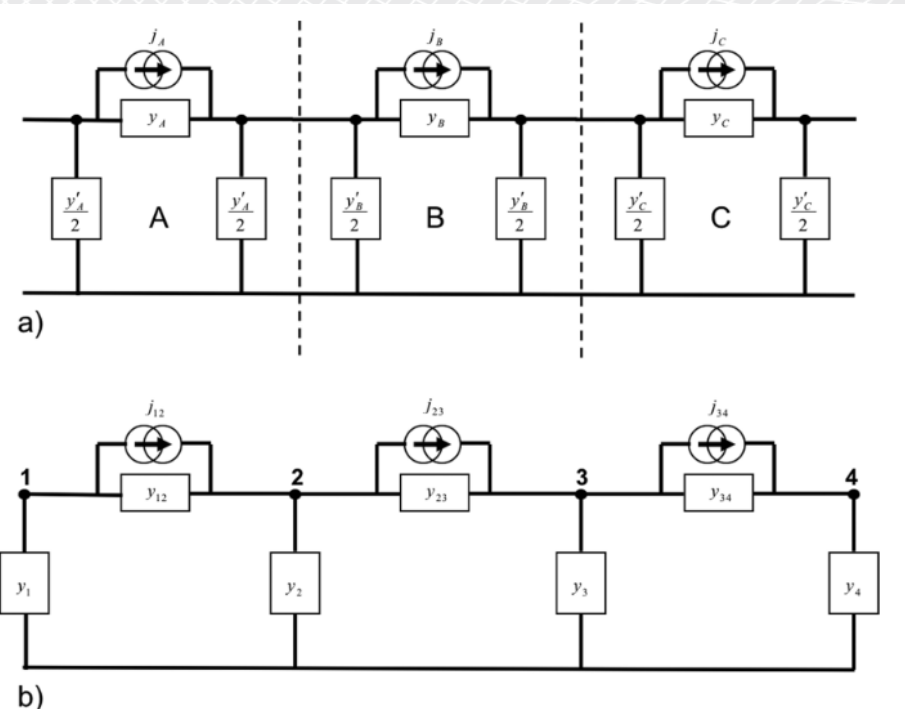 j_A j_B j_C
y_A y_B y_C
y'_A/2 A y'_A/2 y'_B/2 B y'_B/2 y'_C/2 C y'_C/2
a)
j_12 j_23 j_34
1 2 3 4
y_12 y_23 y_34
y_1 y_2 y_3 y_4
b)